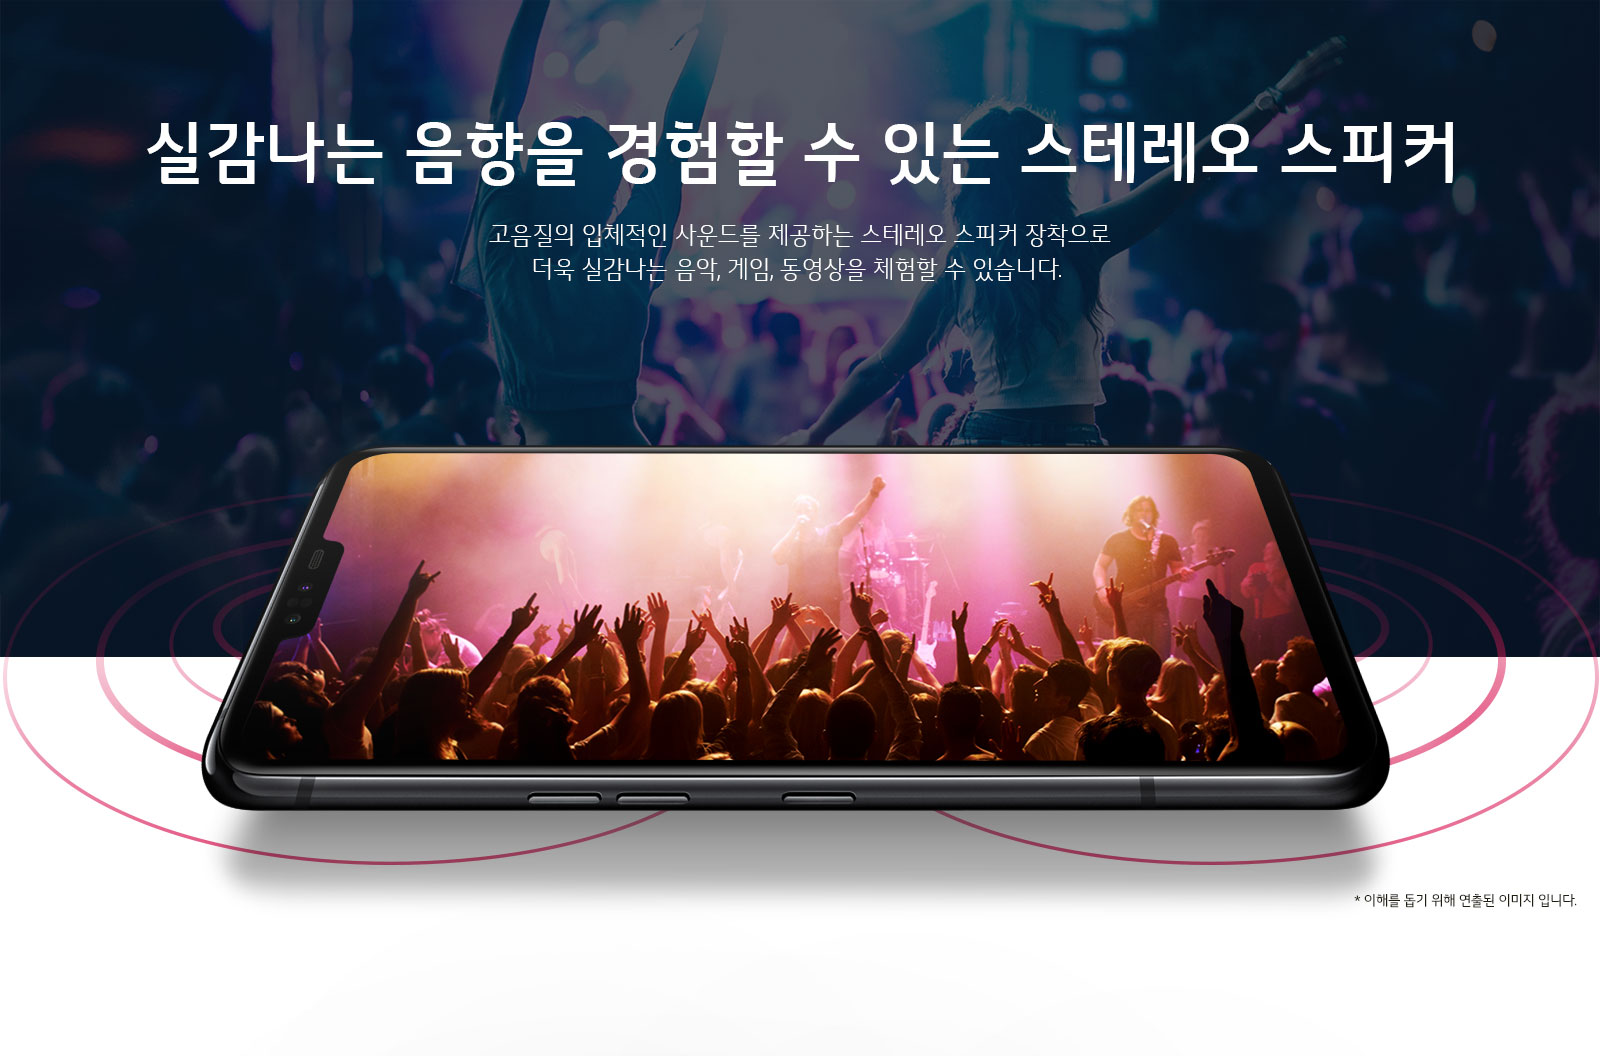 실감나는 음향을 경험할 수 있는 스테레오 스피커
고음질의 입체적인 사운드를 제공하는 스테레오 스피커 장착으로
더욱 실감나는 음악, 게임, 동영상을 체험할 수 있습니다.
* 이해를 돕기 위해 연출된 이미지 입니다.